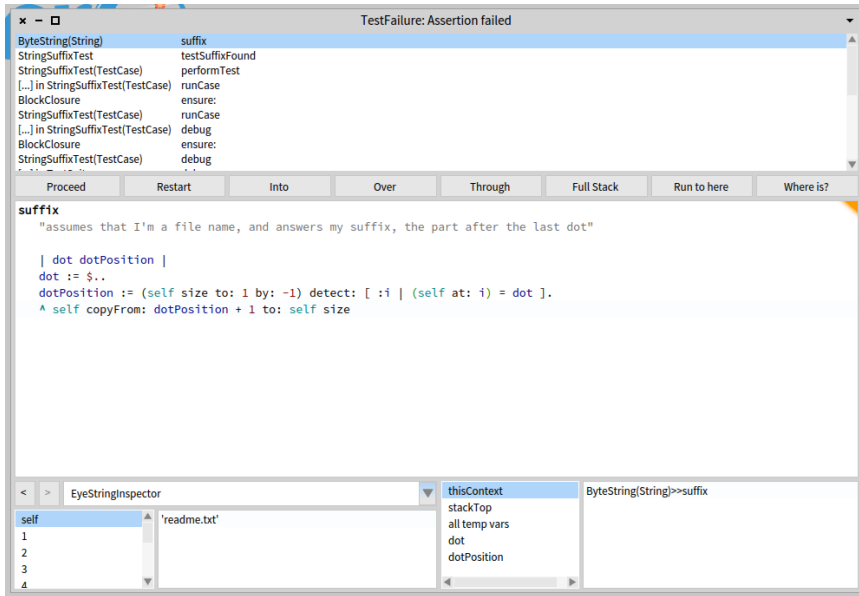 TestFailure: Assertion failed
ByteString(String) suffix
StringSuffixTest testSuffixFound
StringSuffixTest(TestCase) performTest
[...] in StringSuffixTest(TestCase) runCase
BlockClosure ensure:
StringSuffixTest(TestCase) runCase
[...] in StringSuffixTest(TestCase) debug
BlockClosure ensure:
StringSuffixTest(TestCase) debug
Proceed Restart Into Over Through Full Stack Run to here Where is?
suffix
"assumes that I'm a file name, and answers my suffix, the part after the last dot"
| dot dotPosition |
dot := $..
dotPosition := (self size to: 1 by: -1) detect: [ :i | (self at: i) = dot ].
^ self copyFrom: dotPosition + 1 to: self size
< > EyeStringInspector
self
1
2
3
4
'readme.txt'
thisContext
stackTop
all temp vars
dot
dotPosition
ByteString(String)>>suffix